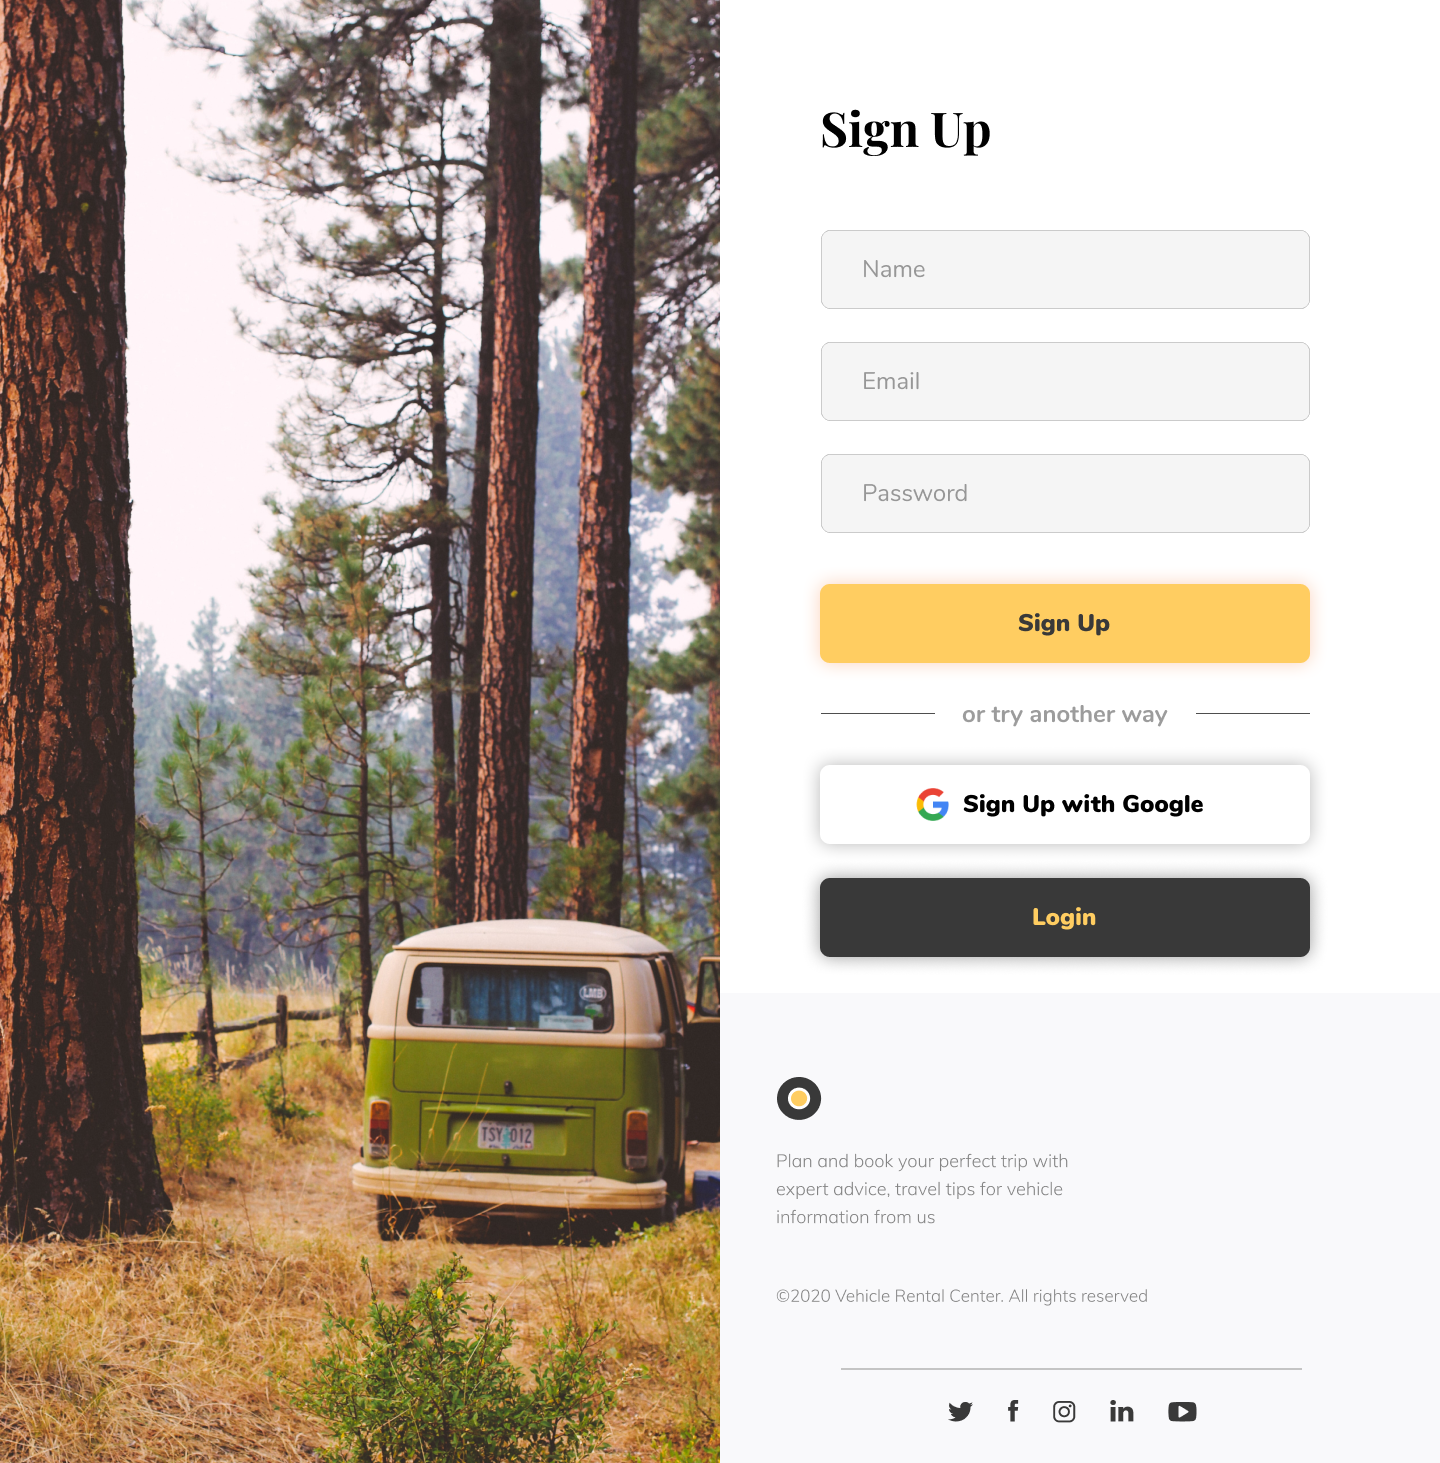 Sign Up
Name
Email
Password
Sign Up
or try another way
Sign Up with Google
Login
LMB
TSY 012
Plan and book your perfect trip with
expert advice, travel tips for vehicle
information from us
©2020 Vehicle Rental Center. All rights reserved